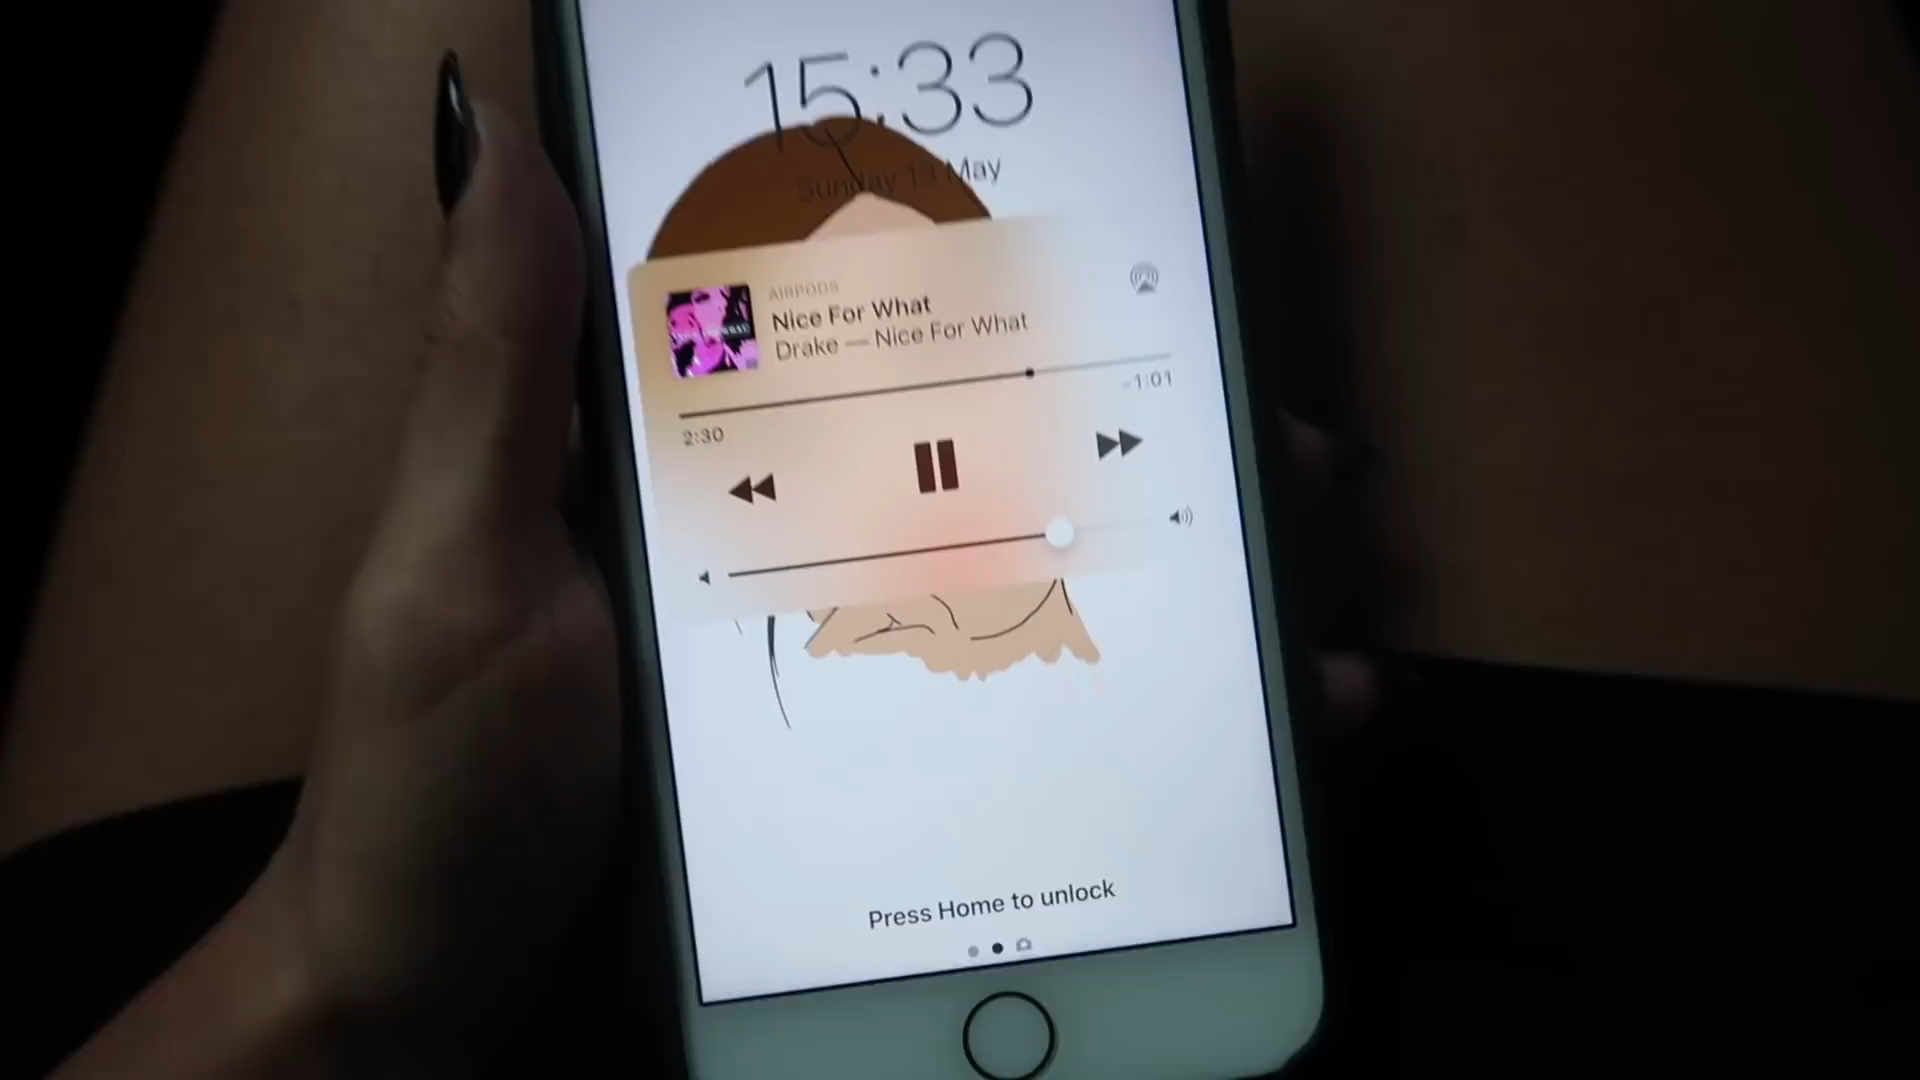 15:33
Sunday 13 May
AIRPODS
Nice For What
Drake — Nice For What
2:30
-1:01
Press Home to unlock